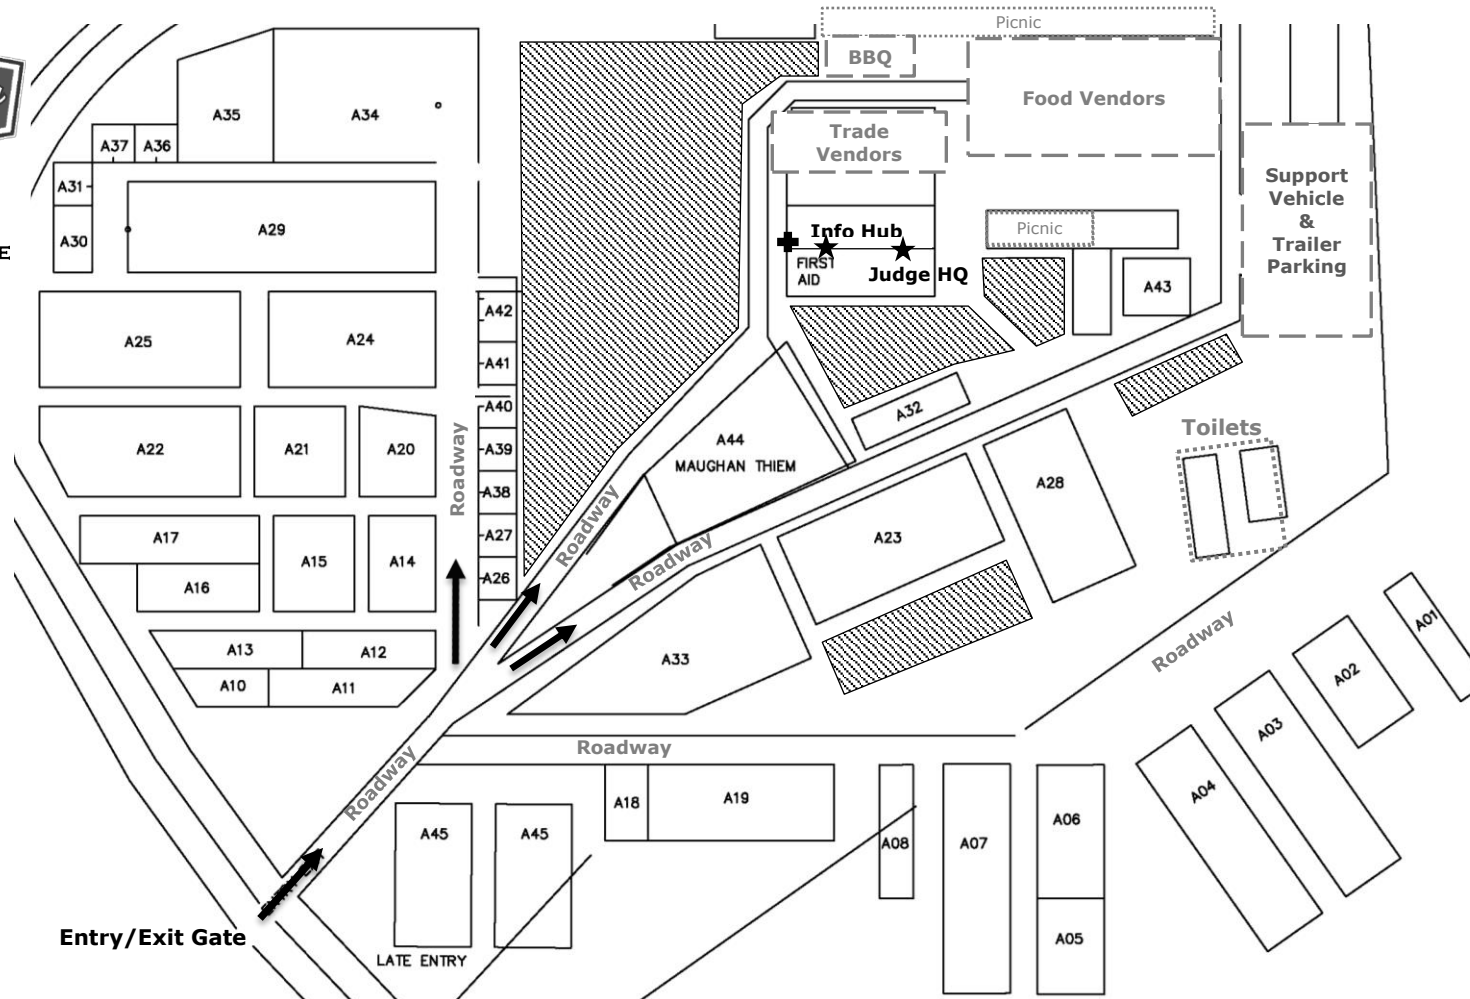 Picnic
BBQ
Food Vendors
A35
A34
Trade
Vendors
A37
A36
Support
Vehicle
&
Trailer
Parking
A31
A30
E
A29
Info Hub
Picnic
FIRST
AID
Judge HQ
A43
A42
A25
A24
A41
A40
A32
A44
MAUGHAN THIEM
Toilets
A22
A21
A20
Roadway
A39
A38
A28
A17
A15
A14
A27
Roadway
Roadway
A23
A16
A26
A13
A12
A33
Roadway
A01
A02
A10
A11
A03
Roadway
Roadway
A04
A18
A19
A45
A45
A08
A07
A06
A05
Entry/Exit Gate
LATE ENTRY